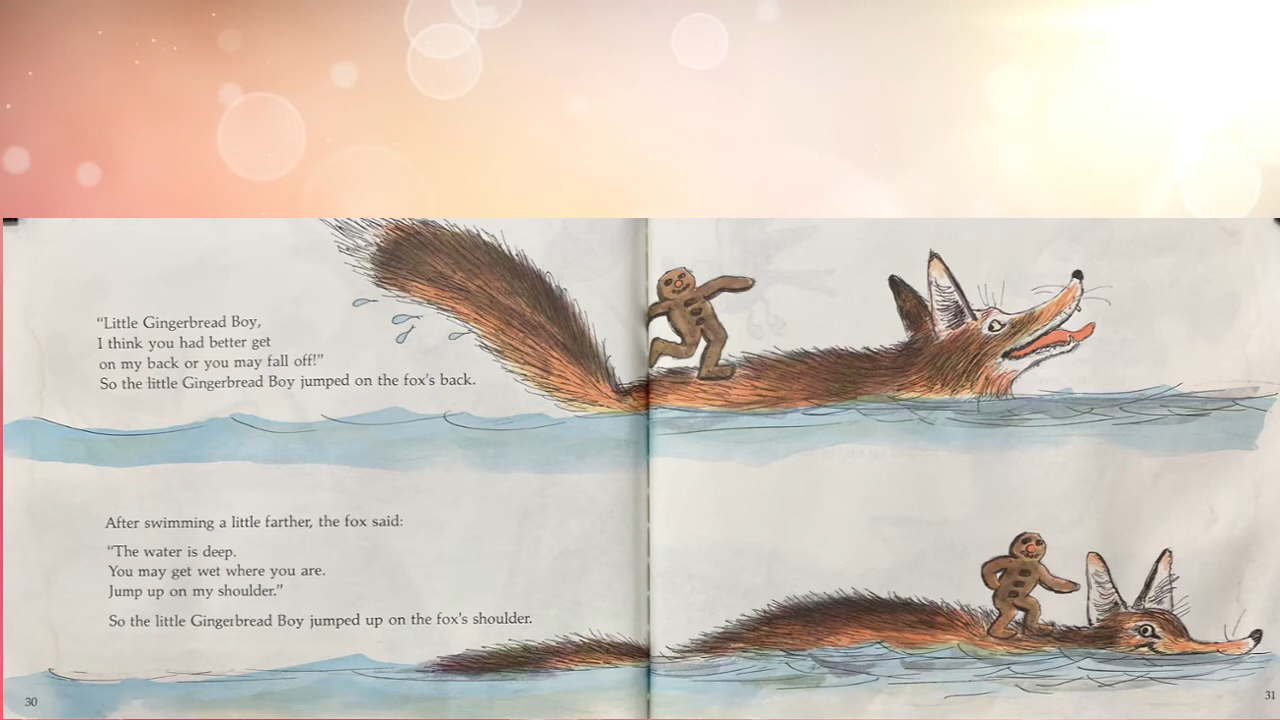 “Little Gingerbread Boy,
I think you had better get
on my back or you may fall off!”
So the little Gingerbread Boy jumped on the fox’s back.
After swimming a little farther, the fox said:
“The water is deep.
You may get wet where you are.
Jump up on my shoulder.”
So the little Gingerbread Boy jumped up on the fox’s shoulder.
30
31